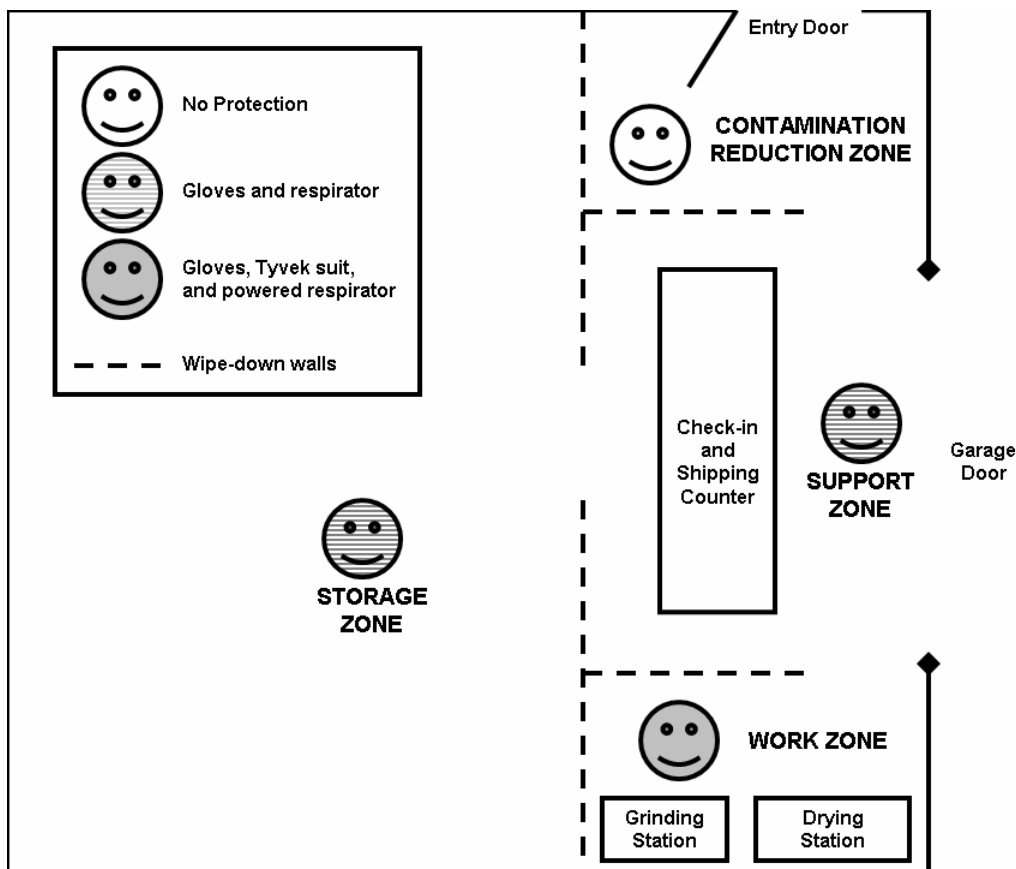 No Protection
Gloves and respirator
Gloves, Tyvek suit,
and powered respirator
Wipe-down walls
Entry Door
CONTAMINATION
REDUCTION ZONE
Check-in
and
Shipping
Counter
SUPPORT
ZONE
Garage
Door
STORAGE
ZONE
WORK ZONE
Grinding
Station
Drying
Station